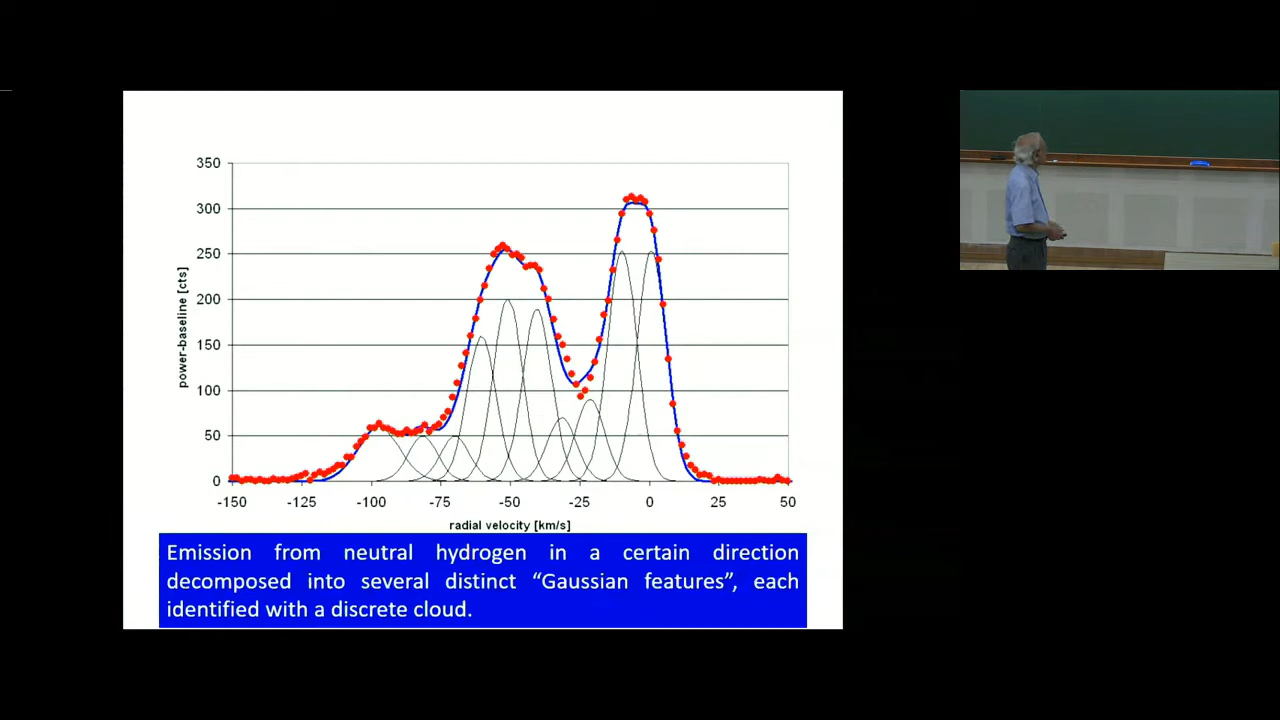 350
300
250
200
150
100
50
0
power-baseline [cts]
-150 -125 -100 -75 -50 -25 0 25 50
radial velocity [km/s]
Emission from neutral hydrogen in a certain direction
decomposed into several distinct “Gaussian features”, each
identified with a discrete cloud.